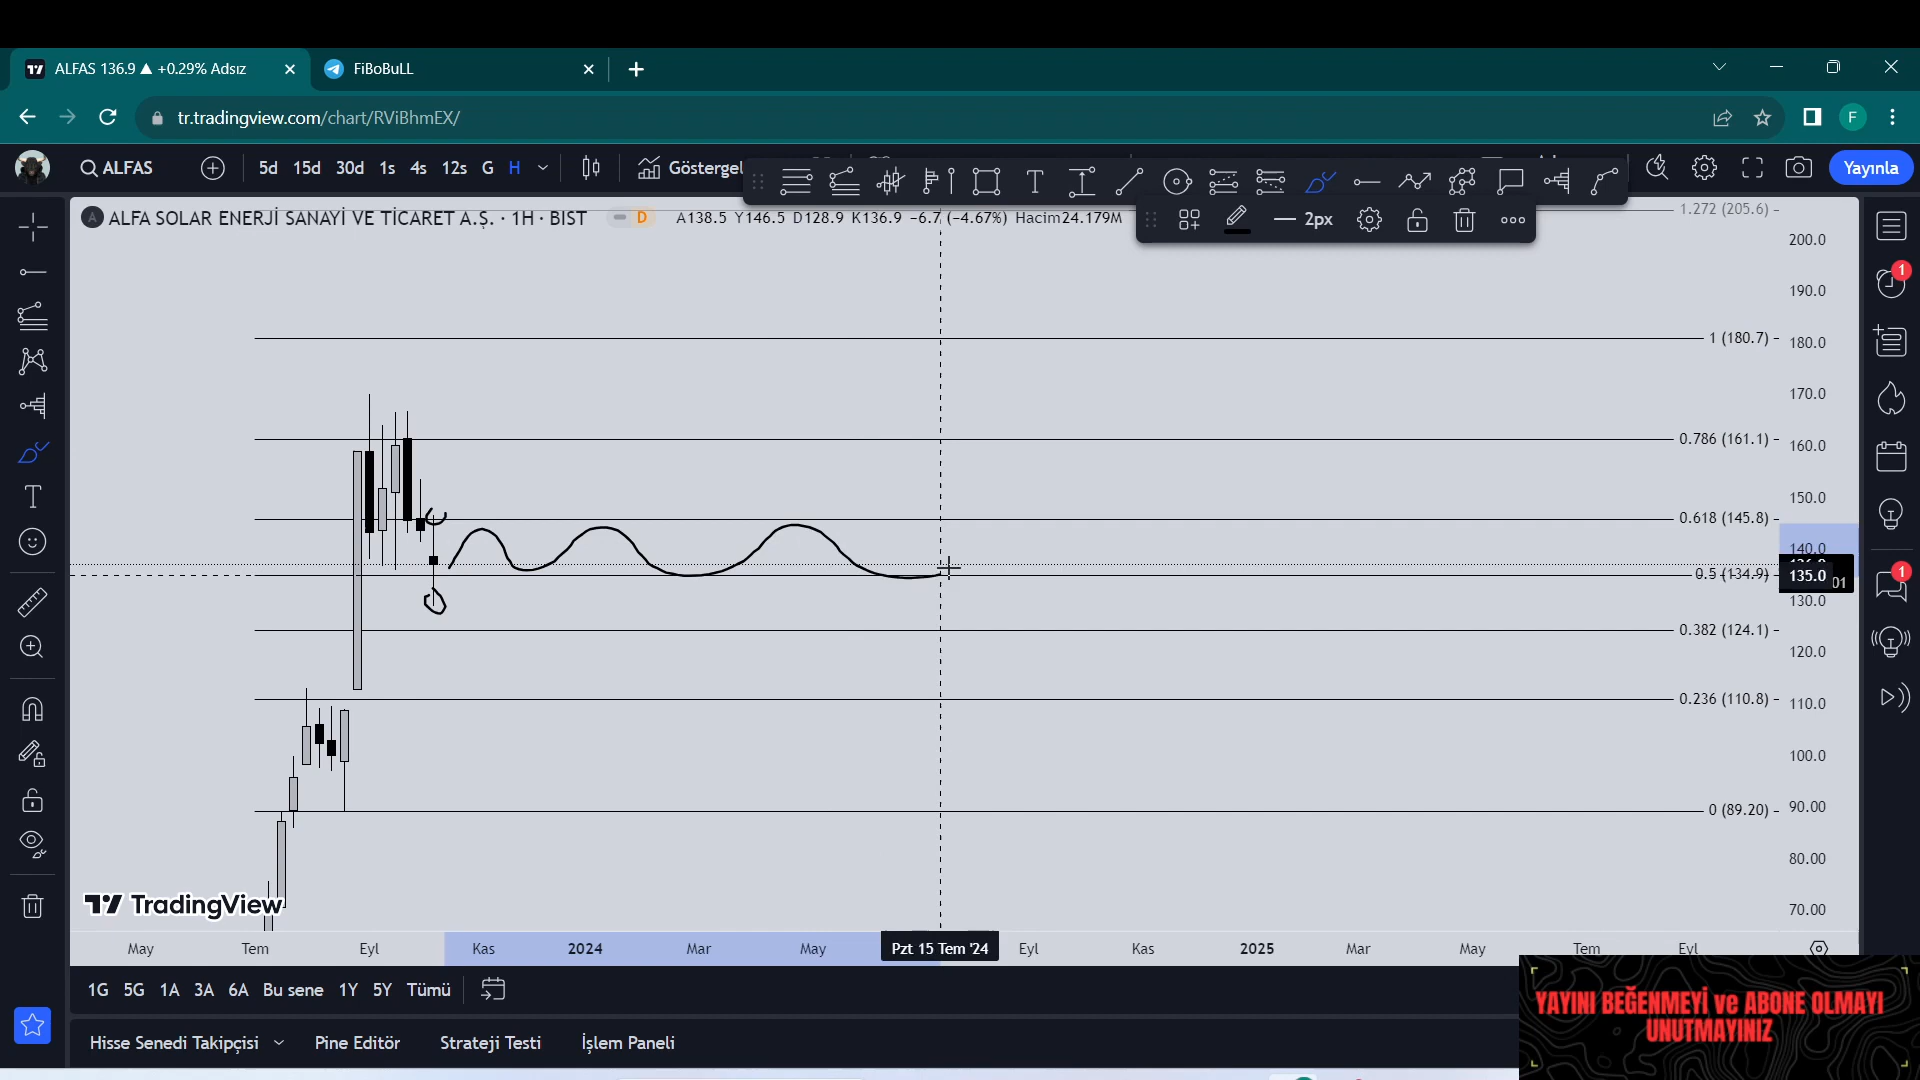 ALFAS 136.9 ▲ +0.29% Adsız
FiBoBuLL
tr.tradingview.com/chart/RViBhmEX/
F
ALFAS
5d 15d 30d 1s 4s 12s G H
Yayınla
ALFA SOLAR ENERJİ SANAYİ VE TİCARET A.Ş. · 1H · BIST
D
A138.5 Y146.5 D128.9 K136.9 −6.7 (−4.67%) Hacim24.179M
2px
1.272 (205.6)
200.0
190.0
1 (180.7)
180.0
170.0
0.786 (161.1)
160.0
150.0
0.618 (145.8)
140.0
0.5 (134.9)
135.0
130.0
0.382 (124.1)
120.0
0.236 (110.8)
110.0
100.0
0 (89.20)
90.00
80.00
70.00
1
1
TradingView
May Tem Eyl Kas 2024 Mar May Pzt 15 Tem '24 Eyl Kas 2025 Mar May Tem Eyl
1G 5G 1A 3A 6A Bu sene 1Y 5Y Tümü
Hisse Senedi Takipçisi Pine Editör Strateji Testi İşlem Paneli
YAYINI BEĞENMEYİ ve ABONE OLMAYI
UNUTMAYINIZ